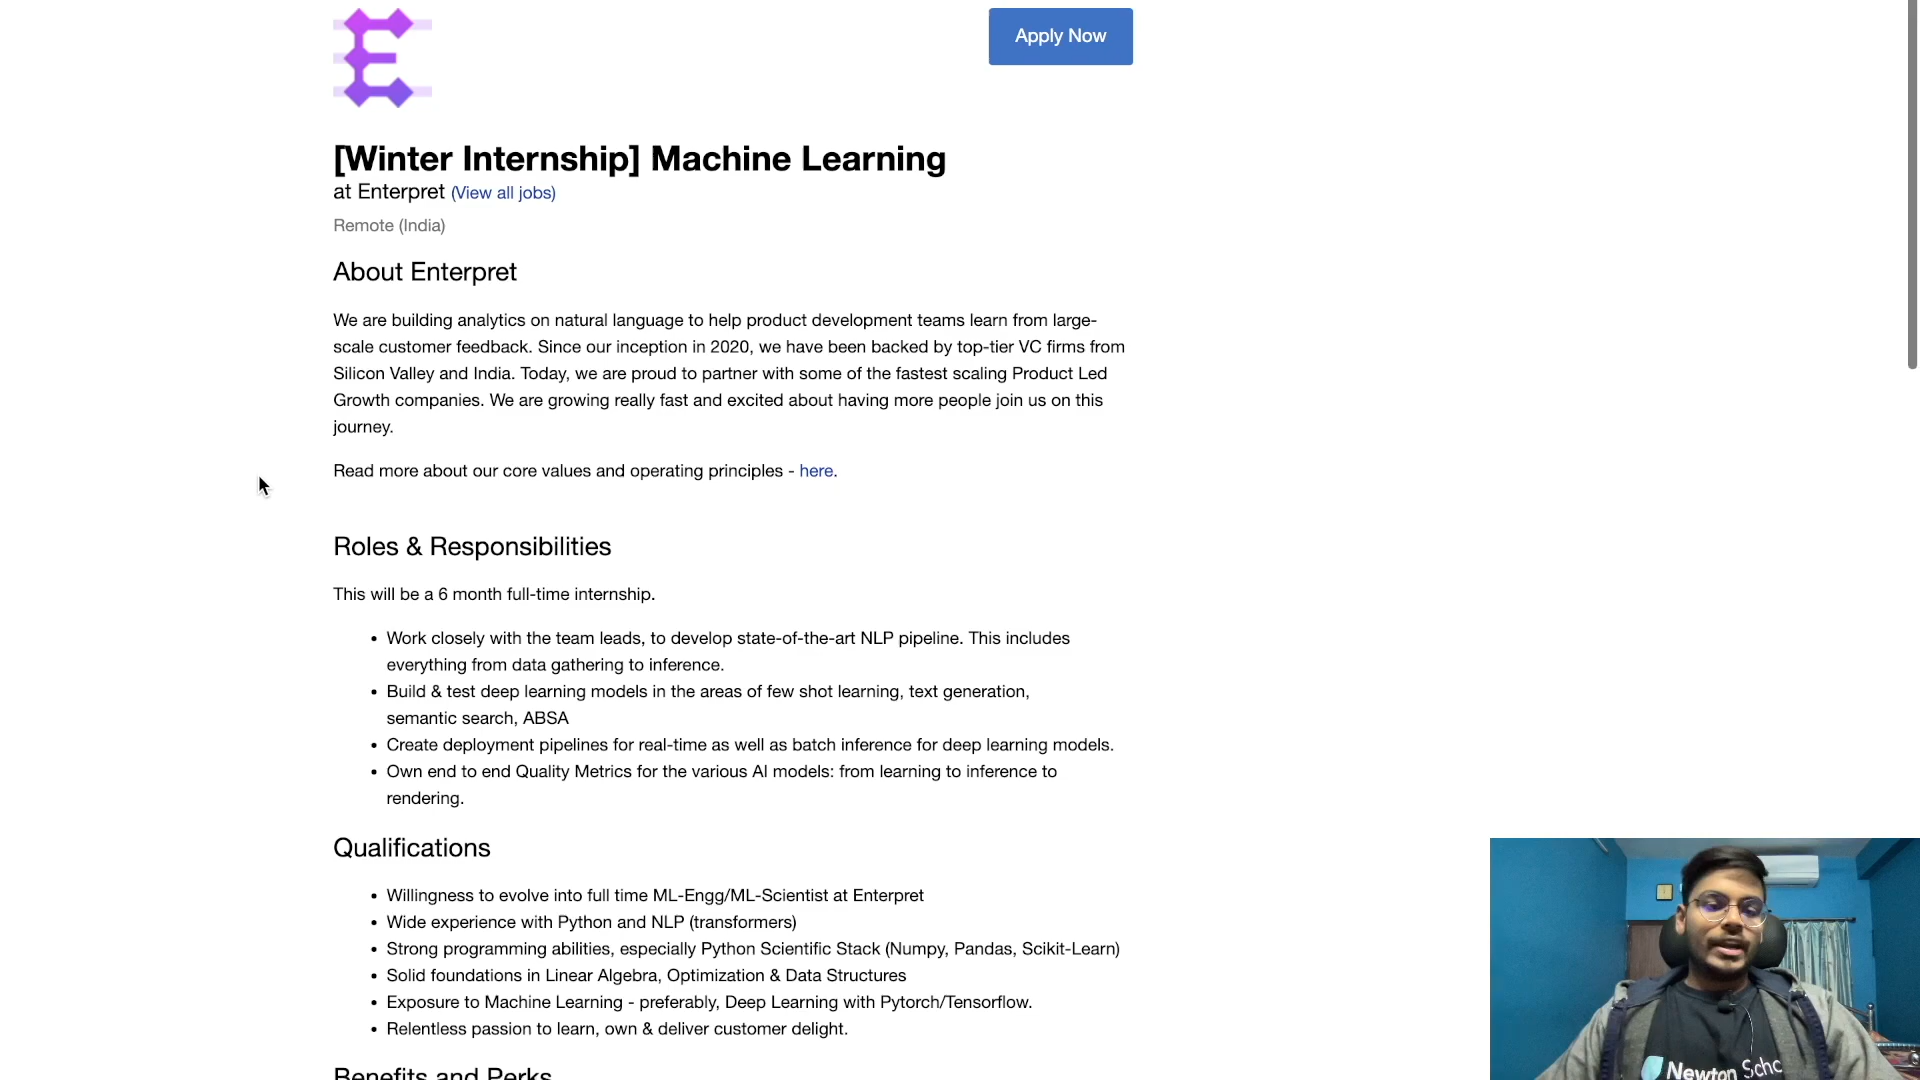 Apply Now
[Winter Internship] Machine Learning
at Enterpret (View all jobs)
Remote (India)
About Enterpret
We are building analytics on natural language to help product development teams learn from large-
scale customer feedback. Since our inception in 2020, we have been backed by top-tier VC firms from
Silicon Valley and India. Today, we are proud to partner with some of the fastest scaling Product Led
Growth companies. We are growing really fast and excited about having more people join us on this
journey.
Read more about our core values and operating principles - here.
Roles & Responsibilities
This will be a 6 month full-time internship.
• Work closely with the team leads, to develop state-of-the-art NLP pipeline. This includes
everything from data gathering to inference.
• Build & test deep learning models in the areas of few shot learning, text generation,
semantic search, ABSA
• Create deployment pipelines for real-time as well as batch inference for deep learning models.
• Own end to end Quality Metrics for the various AI models: from learning to inference to
rendering.
Qualifications
• Willingness to evolve into full time ML-Engg/ML-Scientist at Enterpret
• Wide experience with Python and NLP (transformers)
• Strong programming abilities, especially Python Scientific Stack (Numpy, Pandas, Scikit-Learn)
• Solid foundations in Linear Algebra, Optimization & Data Structures
• Exposure to Machine Learning - preferably, Deep Learning with Pytorch/Tensorflow.
• Relentless passion to learn, own & deliver customer delight.
Benefits and Perks
Newton Scho